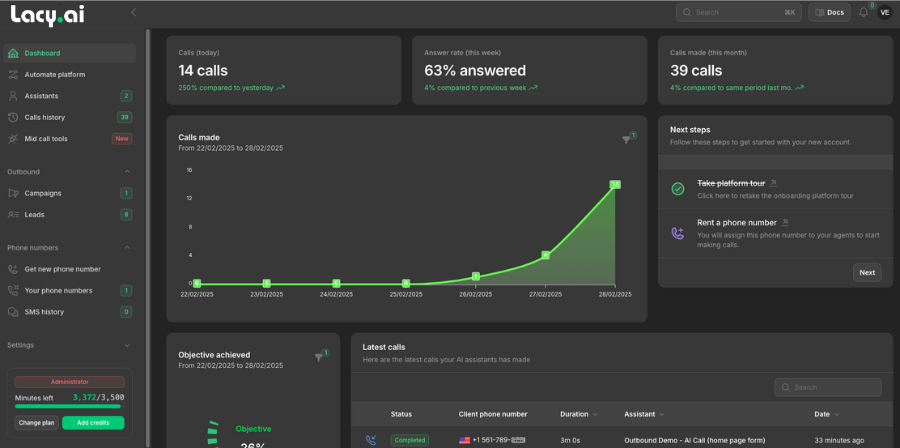 Lacy.ai
Search ⌘K
Docs
0
VE
Dashboard
Automate platform
Assistants 2
Calls history 39
Mid call tools New
Outbound
Campaigns 1
Leads 8
Phone numbers
Get new phone number
Your phone numbers 1
SMS history 0
Settings
Administrator
Minutes left 3,372/3,500
Change plan
Add credits
Calls (today)
14 calls
250% compared to yesterday
Answer rate (this week)
63% answered
4% compared to previous week
Calls made (this month)
39 calls
4% compared to same period last mo.
Calls made
From 22/02/2025 to 28/02/2025
1
16
12
8
4
0
14
4
1
22/02/2025 23/02/2025 24/02/2025 25/02/2025 26/02/2025 27/02/2025 28/02/2025
Next steps
Follow these steps to get started with your new account.
Take platform tour
Click here to retake the onboarding platform tour
Rent a phone number
You will assign this phone number to your agents to start
making calls.
Next
Objective achieved
From 22/02/2025 to 28/02/2025
1
Objective
26%
Latest calls
Here are the latest calls your AI assistants has made
Search
Status Client phone number Duration Assistant Date
Completed +1 561-789- 3m 0s Outbound Demo - AI Call (home page form) 33 minutes ago